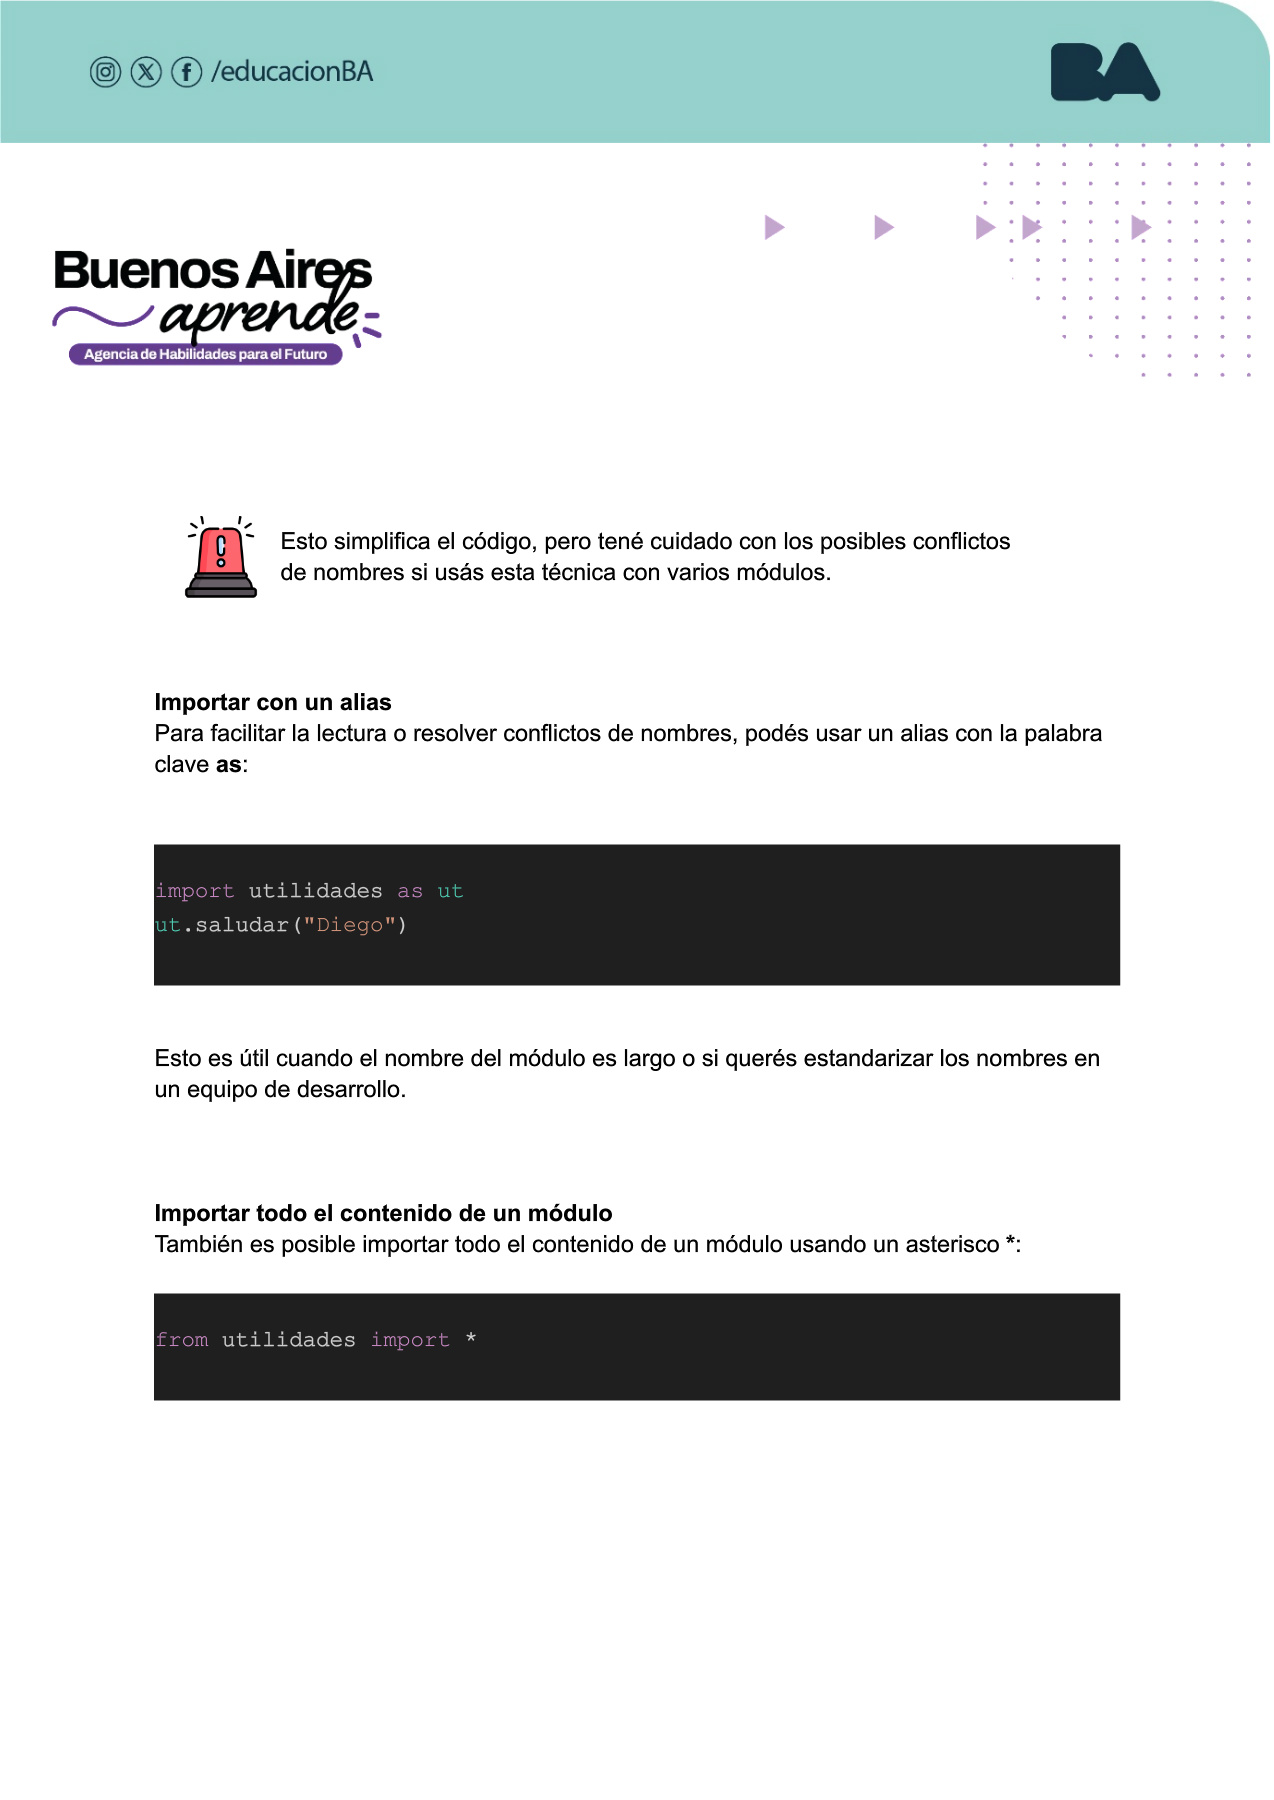 /educacionBA
BA
Buenos Aires
aprende
Agencia de Habilidades para el Futuro
Esto simplifica el código, pero tené cuidado con los posibles conflictos
de nombres si usás esta técnica con varios módulos.
Importar con un alias
Para facilitar la lectura o resolver conflictos de nombres, podés usar un alias con la palabra
clave as:
import utilidades as ut
ut.saludar("Diego")
Esto es útil cuando el nombre del módulo es largo o si querés estandarizar los nombres en
un equipo de desarrollo.
Importar todo el contenido de un módulo
También es posible importar todo el contenido de un módulo usando un asterisco *:
from utilidades import *